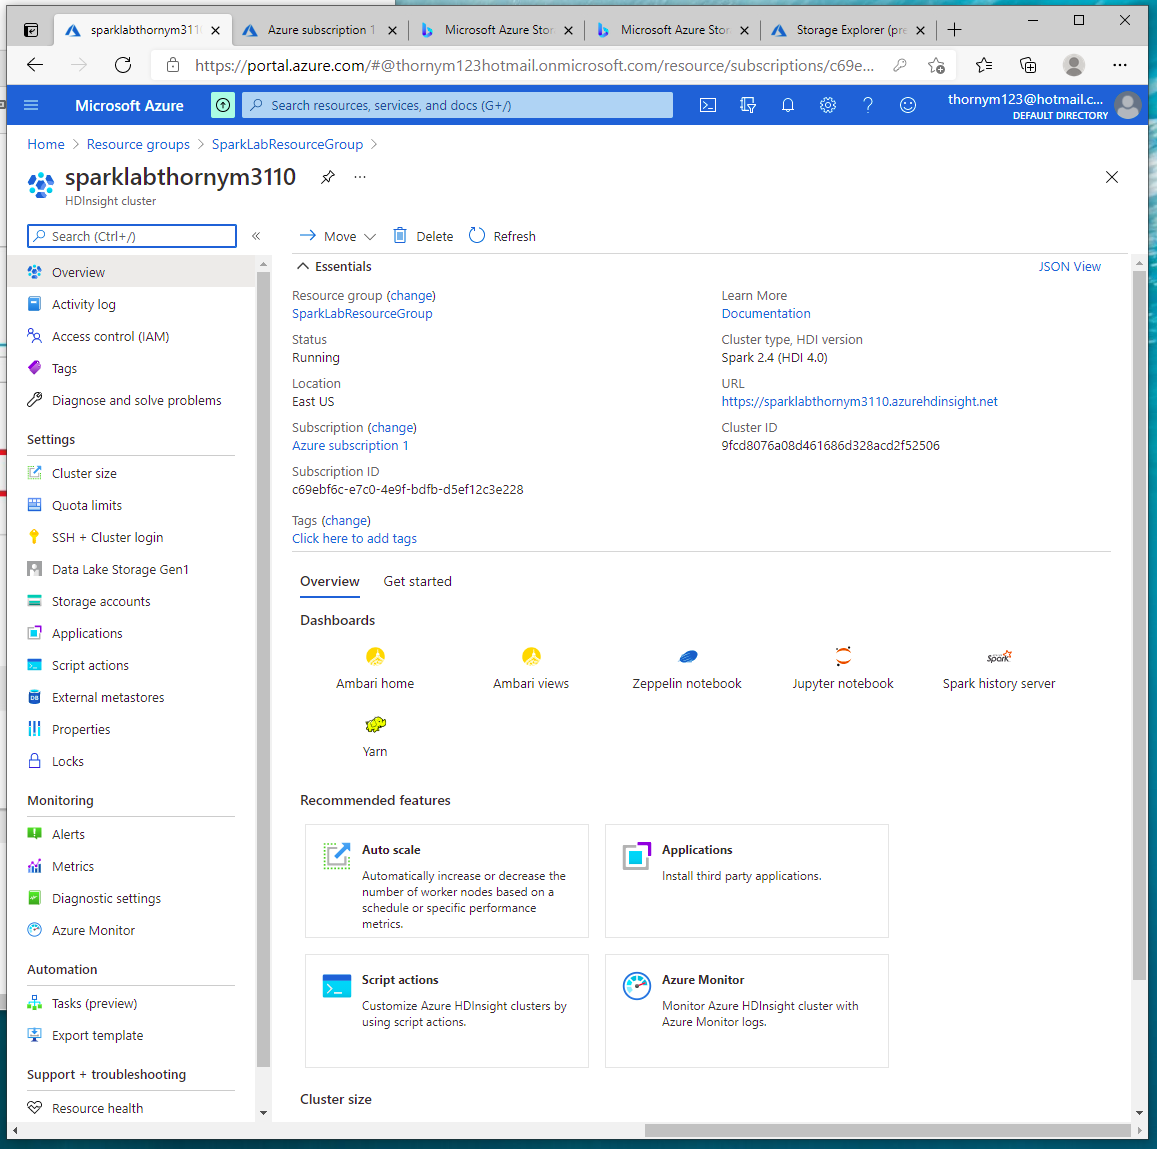 sparklabthornym311
Azure subscription 1
Microsoft Azure Stor
Microsoft Azure Stor
Storage Explorer (pre
https://portal.azure.com/#@thornym123hotmail.onmicrosoft.com/resource/subscriptions/c69e...
Microsoft Azure
Search resources, services, and docs (G+/)
thornym123@hotmail.c...
DEFAULT DIRECTORY
Home > Resource groups > SparkLabResourceGroup >
sparklabthornym3110
...
HDInsight cluster
Search (Ctrl+/)
«
Move
Delete
Refresh
Overview
Activity log
Access control (IAM)
Tags
Diagnose and solve problems
Settings
Cluster size
Quota limits
SSH + Cluster login
Data Lake Storage Gen1
Storage accounts
Applications
Script actions
External metastores
Properties
Locks
Monitoring
Alerts
Metrics
Diagnostic settings
Azure Monitor
Automation
Tasks (preview)
Export template
Support + troubleshooting
Resource health
Essentials
JSON View
Resource group (change)
SparkLabResourceGroup
Status
Running
Location
East US
Subscription (change)
Azure subscription 1
Subscription ID
c69ebf6c-e7c0-4e9f-bdfb-d5ef12c3e228
Tags (change)
Click here to add tags
Learn More
Documentation
Cluster type, HDI version
Spark 2.4 (HDI 4.0)
URL
https://sparklabthornym3110.azurehdinsight.net
Cluster ID
9fcd8076a08d461686d328acd2f52506
Overview
Get started
Dashboards
Ambari home
Ambari views
Zeppelin notebook
Jupyter notebook
Spark
Spark history server
Yarn
Recommended features
Auto scale
Automatically increase or decrease the
number of worker nodes based on a
schedule or specific performance
metrics.
Applications
Install third party applications.
Script actions
Customize Azure HDInsight clusters by
using script actions.
Azure Monitor
Monitor Azure HDInsight cluster with
Azure Monitor logs.
Cluster size